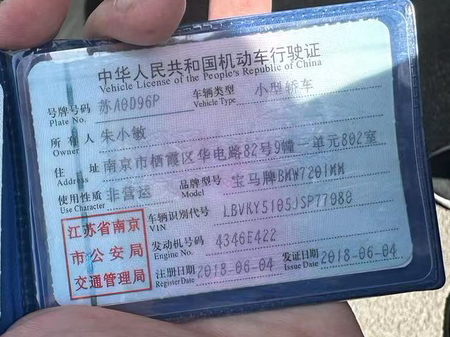 中华人民共和国机动车行驶证
Vehicle License of the People's Republic of China
号牌号码 苏A0D96P 车辆类型 小型轿车
Plate No. Vehicle Type
所有人 朱小敏
Owner
住址 南京市栖霞区华电路82号9幢一单元802室
Address
使用性质 非营运 品牌型号 宝马牌BMW7201MM
Use Character Model
江苏省南京
市公安局
交通管理局
车辆识别代号 LBVKY5105JSP77089
VIN
发动机号码 4346E422
Engine No.
注册日期 2018-06-04 发证日期 2018-06-04
Register Date Issue Date